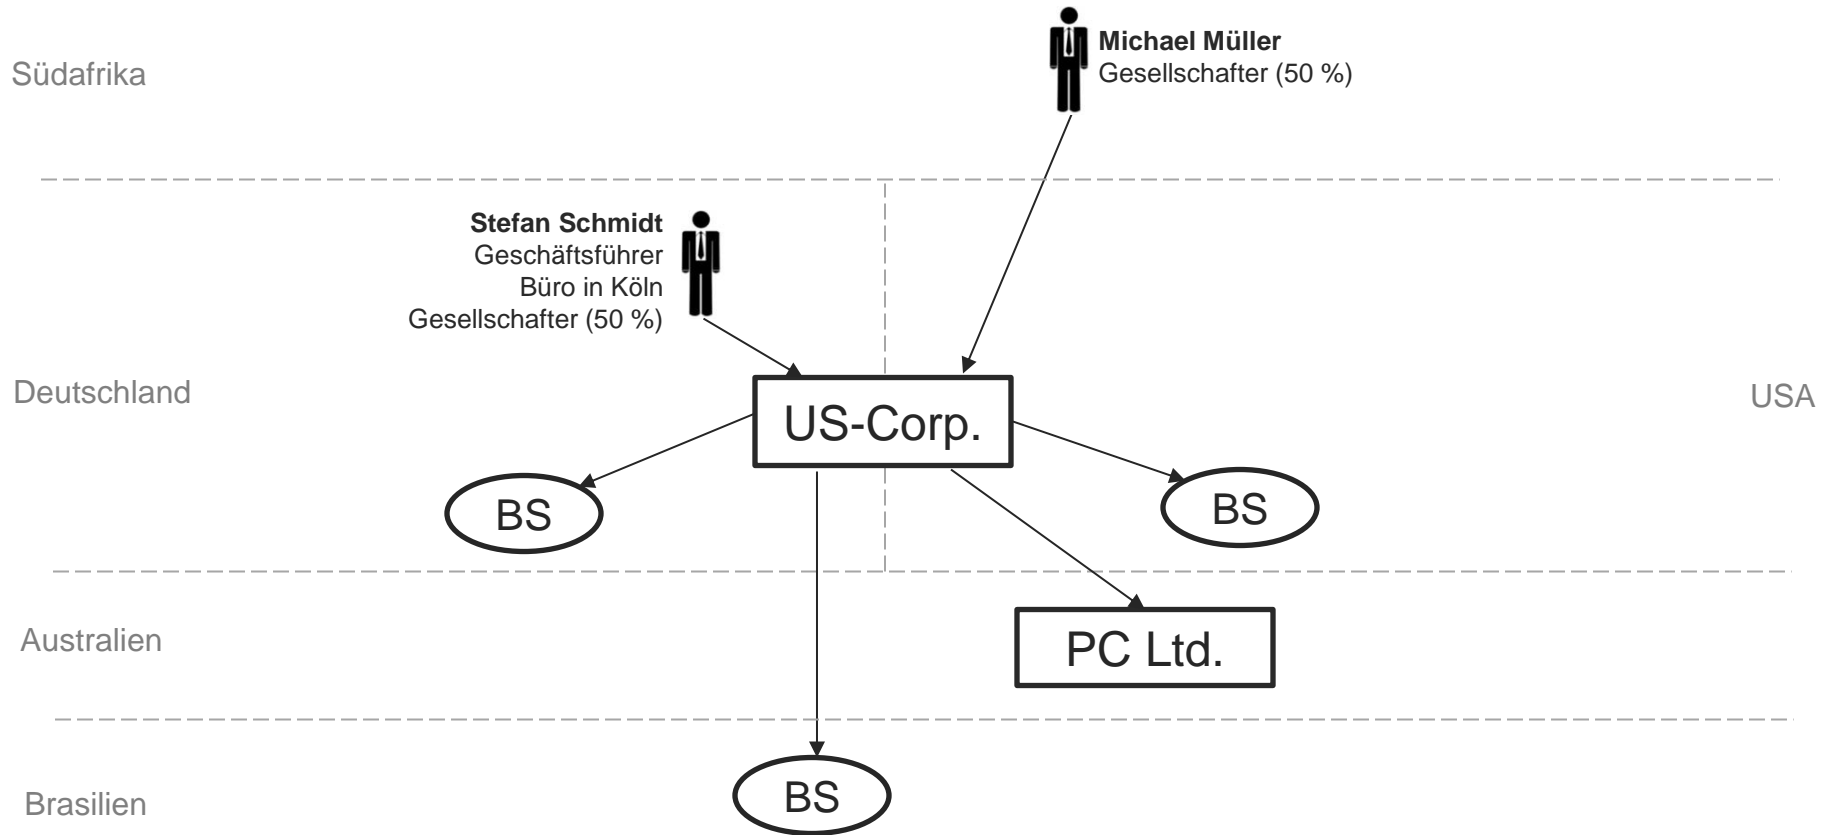 Südafrika
Michael Müller
Gesellschafter (50 %)
Stefan Schmidt
Geschäftsführer
Büro in Köln
Gesellschafter (50 %)
Deutschland
US-Corp.
USA
BS
BS
Australien
PC Ltd.
Brasilien
BS